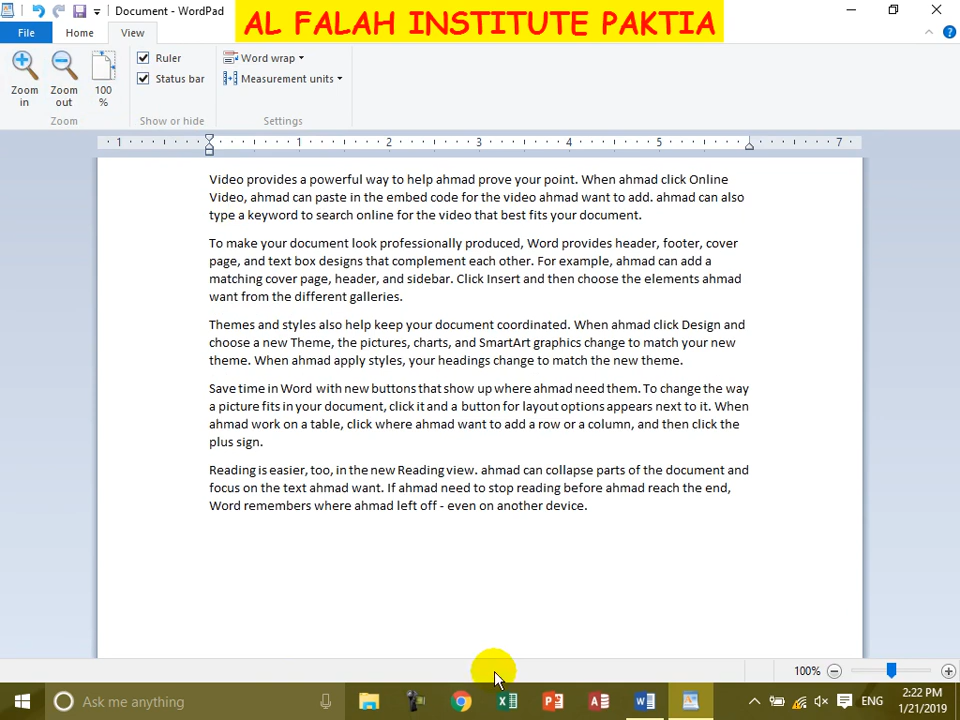 Document - WordPad
AL FALAH INSTITUTE PAKTIA
File Home View
Zoom in
Zoom out
100 %
Ruler
Status bar
Word wrap
Measurement units
Zoom
Show or hide
Settings
1 1 2 3 4 5 7
Video provides a powerful way to help ahmad prove your point. When ahmad click Online
Video, ahmad can paste in the embed code for the video ahmad want to add. ahmad can also
type a keyword to search online for the video that best fits your document.
To make your document look professionally produced, Word provides header, footer, cover
page, and text box designs that complement each other. For example, ahmad can add a
matching cover page, header, and sidebar. Click Insert and then choose the elements ahmad
want from the different galleries.
Themes and styles also help keep your document coordinated. When ahmad click Design and
choose a new Theme, the pictures, charts, and SmartArt graphics change to match your new
theme. When ahmad apply styles, your headings change to match the new theme.
Save time in Word with new buttons that show up where ahmad need them. To change the way
a picture fits in your document, click it and a button for layout options appears next to it. When
ahmad work on a table, click where ahmad want to add a row or a column, and then click the
plus sign.
Reading is easier, too, in the new Reading view. ahmad can collapse parts of the document and
focus on the text ahmad want. If ahmad need to stop reading before ahmad reach the end,
Word remembers where ahmad left off - even on another device.
100%
Ask me anything
ENG
2:22 PM
1/21/2019